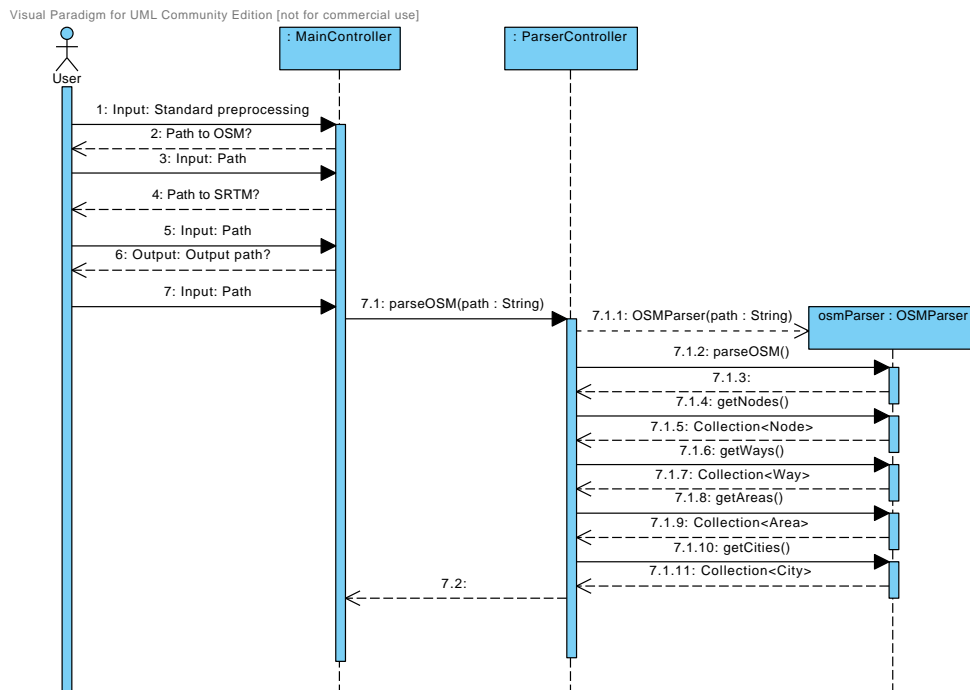 Visual Paradigm for UML Community Edition [not for commercial use]
: MainController
: ParserController
User
1: Input: Standard preprocessing
2: Path to OSM?
3: Input: Path
4: Path to SRTM?
5: Input: Path
6: Output: Output path?
7: Input: Path
7.1: parseOSM(path : String)
7.1.1: OSMParser(path : String)
osmParser : OSMParser
7.1.2: parseOSM()
7.1.3:
7.1.4: getNodes()
7.1.5: Collection<Node>
7.1.6: getWays()
7.1.7: Collection<Way>
7.1.8: getAreas()
7.1.9: Collection<Area>
7.1.10: getCities()
7.1.11: Collection<City>
7.2: